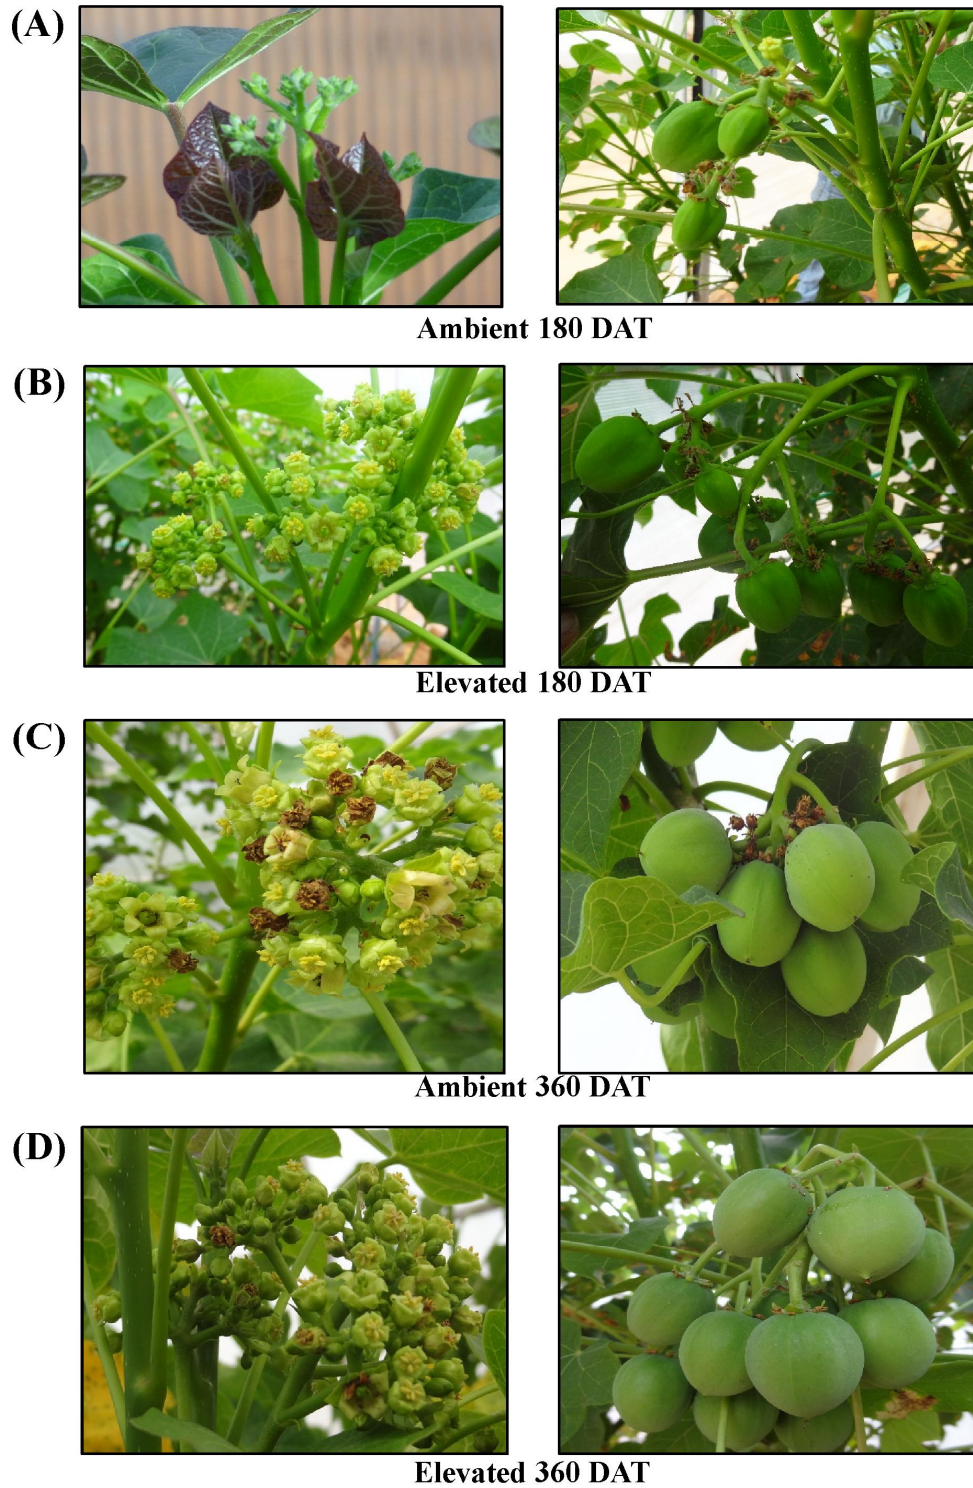 (A)
Ambient 180 DAT
(B)
Elevated 180 DAT
(C)
Ambient 360 DAT
(D)
Elevated 360 DAT